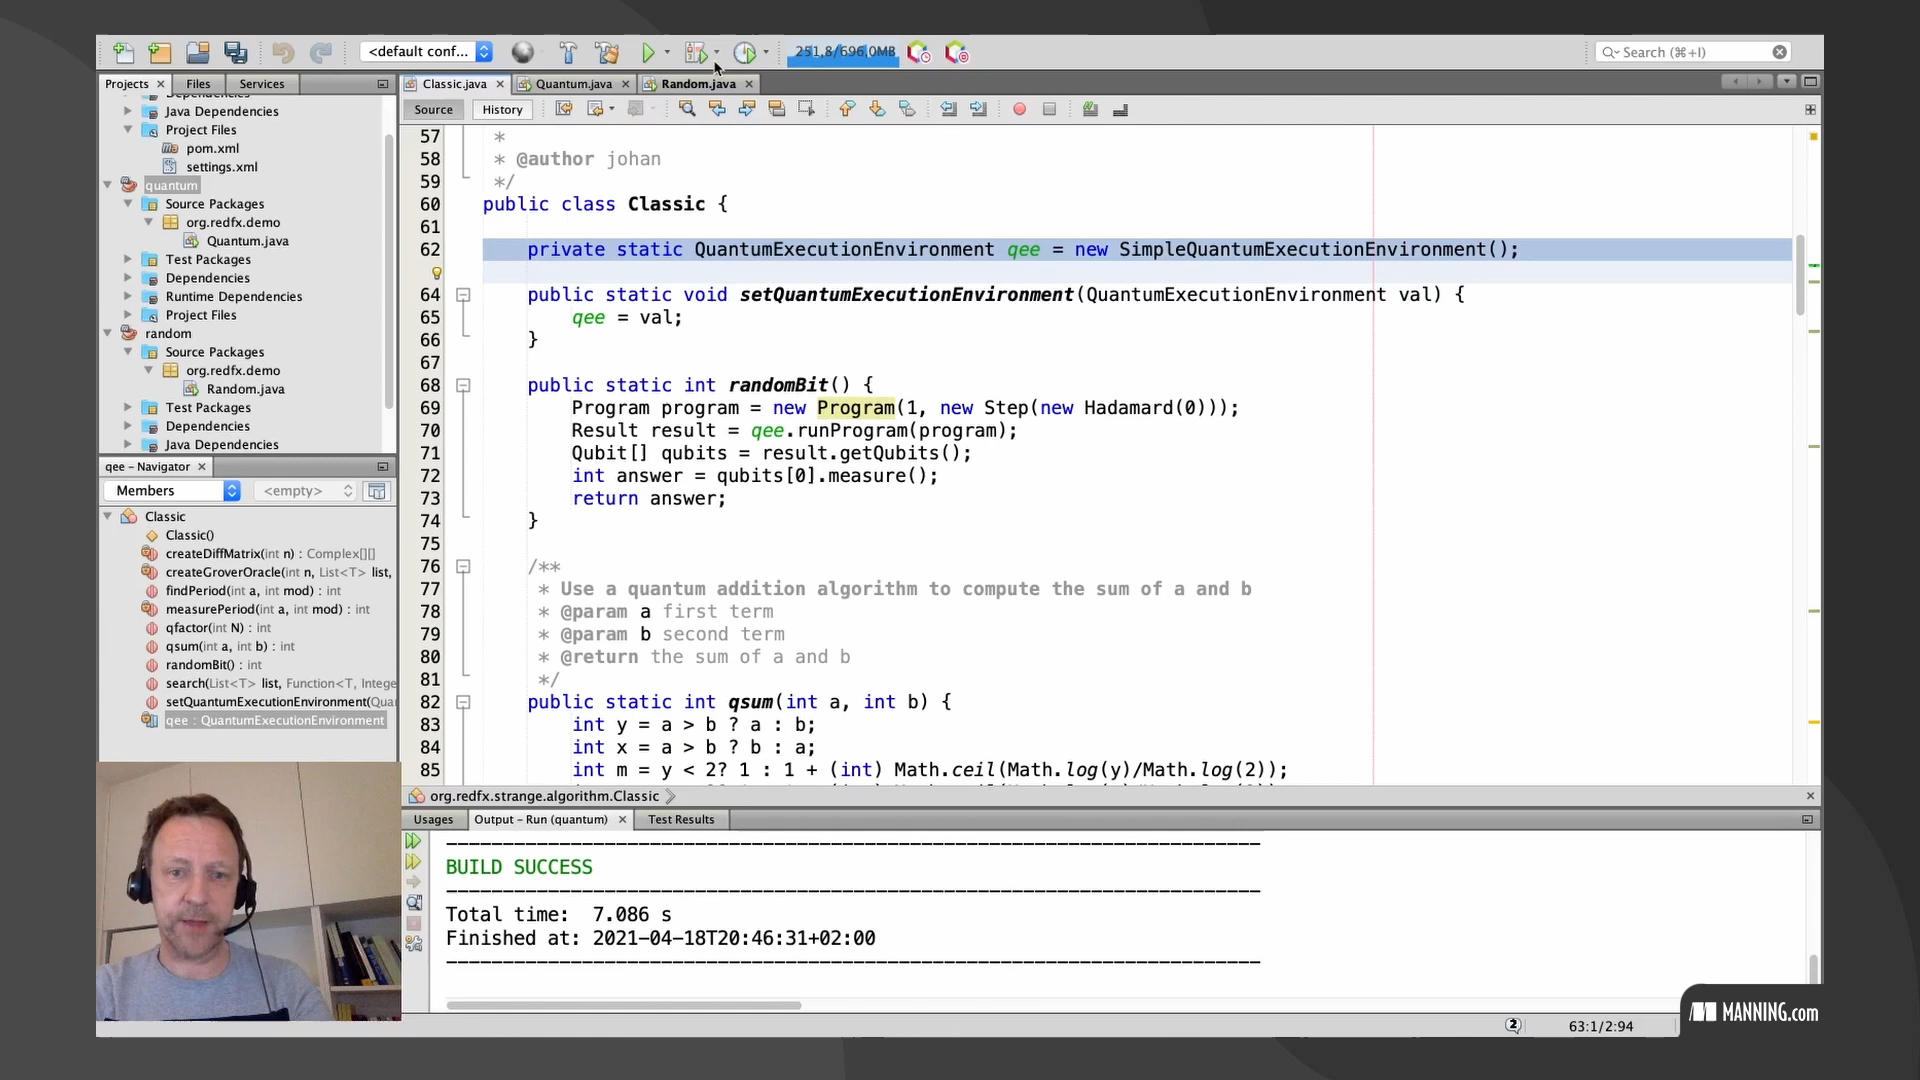 <default conf...
251,8/696,0MB
Search (⌘+I)
Projects
Files
Services
Classic.java
Quantum.java
Random.java
Source
History
Java Dependencies
Project Files
pom.xml
settings.xml
quantum
Source Packages
org.redfx.demo
Quantum.java
Test Packages
Dependencies
Runtime Dependencies
Project Files
random
Source Packages
org.redfx.demo
Random.java
Test Packages
Dependencies
Java Dependencies
qee - Navigator
Members
<empty>
Classic
Classic()
createDiffMatrix(int n) : Complex[][]
createGroverOracle(int n, List<T> list,
findPeriod(int a, int mod) : int
measurePeriod(int a, int mod) : int
qfactor(int N) : int
qsum(int a, int b) : int
randomBit() : int
search(List<T> list, Function<T, Intege
setQuantumExecutionEnvironment(Qua
qee : QuantumExecutionEnvironment
57 *
58 * @author johan
59 */
60 public class Classic {
61
62 private static QuantumExecutionEnvironment qee = new SimpleQuantumExecutionEnvironment();
64 public static void setQuantumExecutionEnvironment(QuantumExecutionEnvironment val) {
65 qee = val;
66 }
67
68 public static int randomBit() {
69 Program program = new Program(1, new Step(new Hadamard(0)));
70 Result result = qee.runProgram(program);
71 Qubit[] qubits = result.getQubits();
72 int answer = qubits[0].measure();
73 return answer;
74 }
75
76 /**
77 * Use a quantum addition algorithm to compute the sum of a and b
78 * @param a first term
79 * @param b second term
80 * @return the sum of a and b
81 */
82 public static int qsum(int a, int b) {
83 int y = a > b ? a : b;
84 int x = a > b ? b : a;
85 int m = y < 2? 1 : 1 + (int) Math.ceil(Math.log(y)/Math.log(2));
org.redfx.strange.algorithm.Classic
Usages
Output - Run (quantum)
Test Results
BUILD SUCCESS
Total time: 7.086 s
Finished at: 2021-04-18T20:46:31+02:00
2
63:1/2:94
MANNING.com